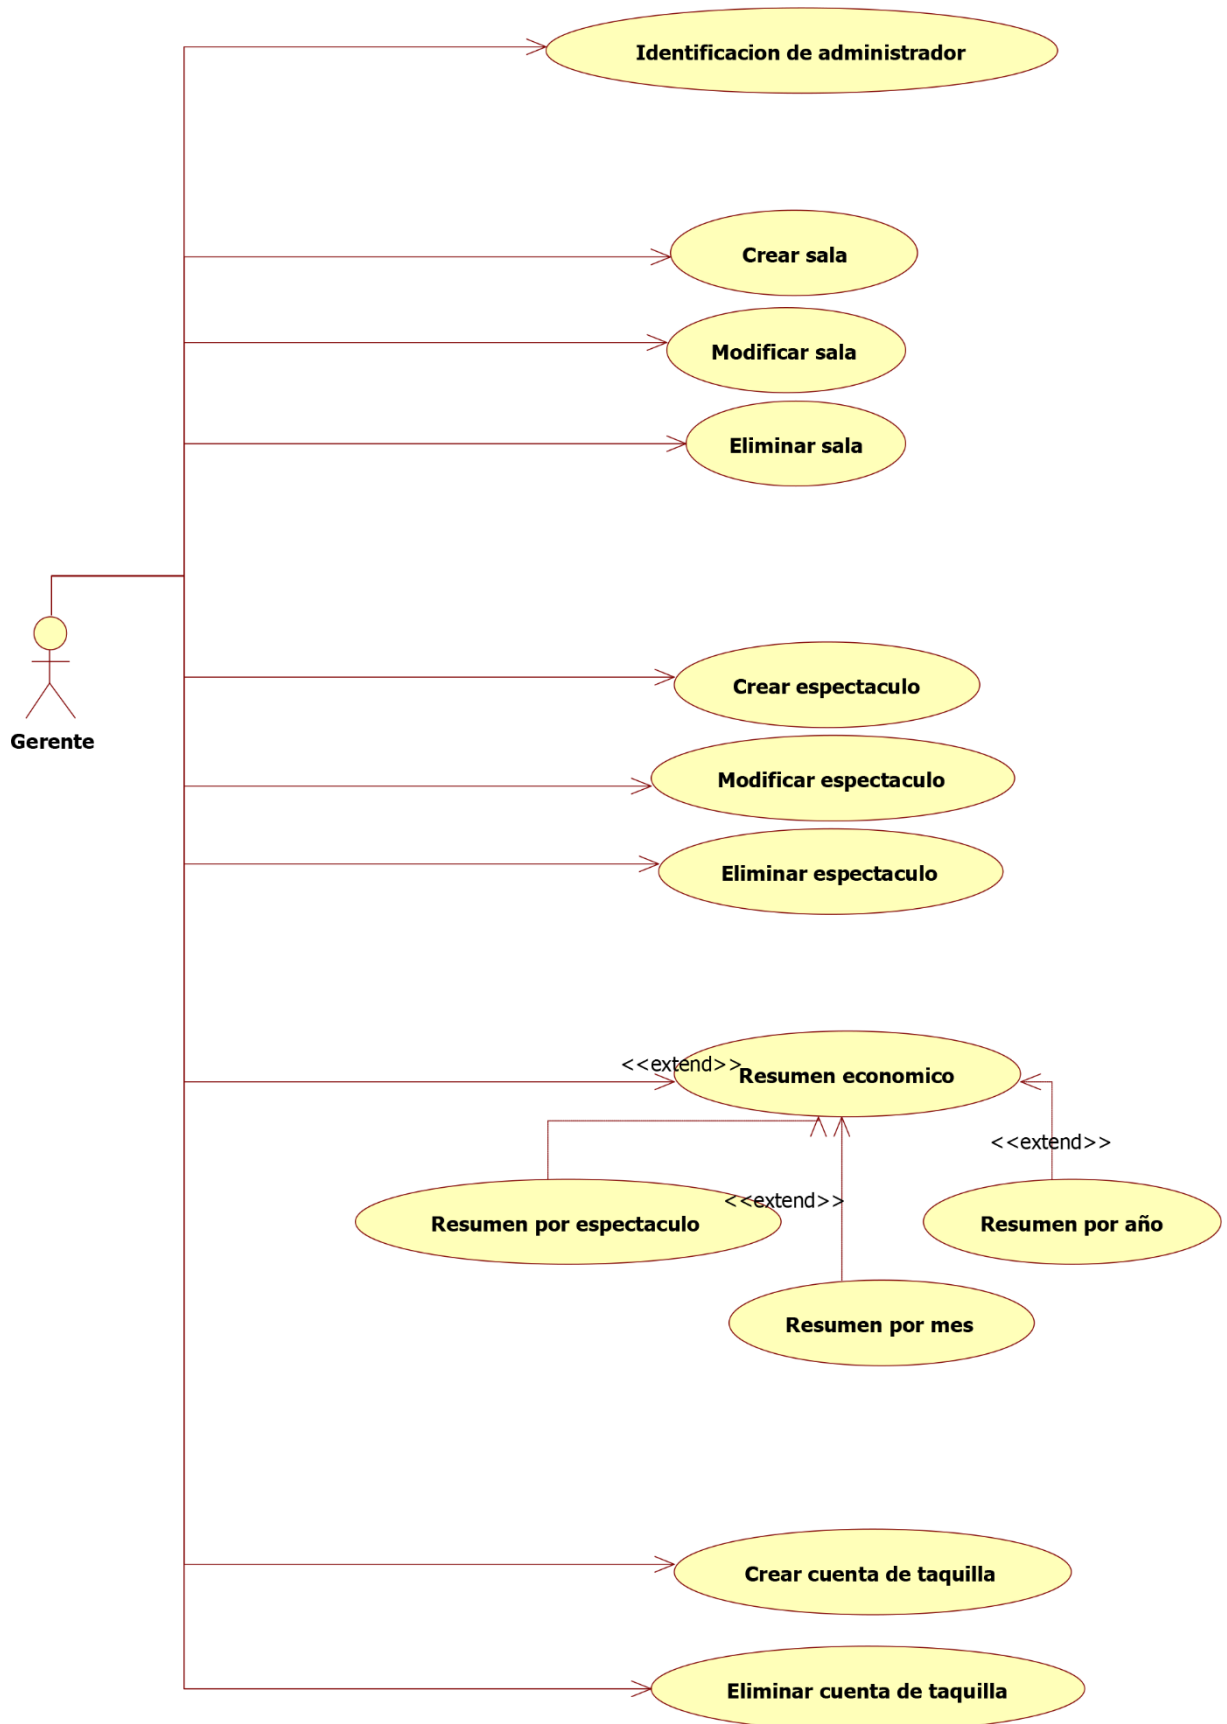 Identificacion de administrador
Crear sala
Modificar sala
Eliminar sala
Gerente
Crear espectaculo
Modificar espectaculo
Eliminar espectaculo
<<extend>>
Resumen economico
<<extend>>
<<extend>>
Resumen por espectaculo
Resumen por año
Resumen por mes
Crear cuenta de taquilla
Eliminar cuenta de taquilla